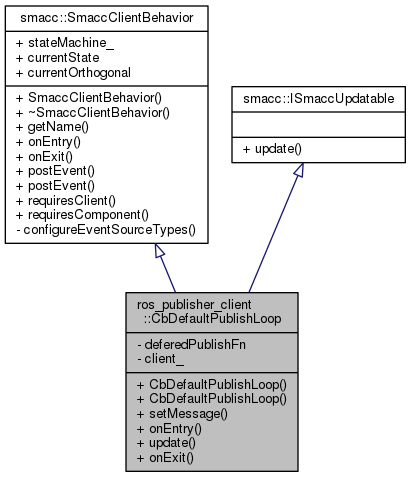 smacc::SmaccClientBehavior
+ stateMachine_
+ currentState
+ currentOrthogonal
+ SmaccClientBehavior()
+ ~SmaccClientBehavior()
+ getName()
+ onEntry()
+ onExit()
+ postEvent()
+ postEvent()
+ requiresClient()
+ requiresComponent()
- configureEventSourceTypes()
smacc::ISmaccUpdatable
+ update()
ros_publisher_client
::CbDefaultPublishLoop
- deferedPublishFn
- client_
+ CbDefaultPublishLoop()
+ CbDefaultPublishLoop()
+ setMessage()
+ onEntry()
+ update()
+ onExit()